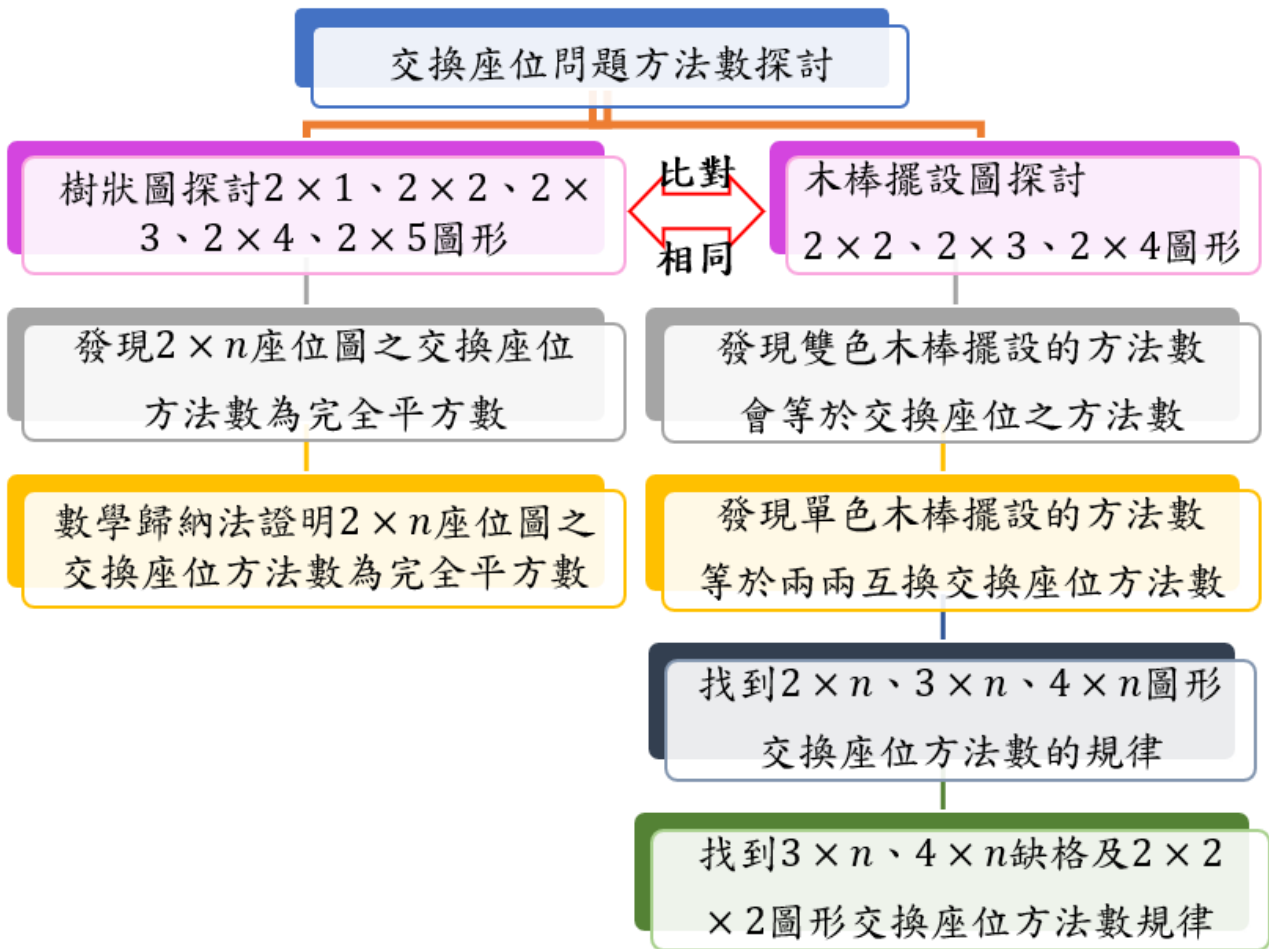 交換座位問題方法數探討
樹狀圖探討2 × 1、2 × 2、2 ×
3、2 × 4、2 × 5圖形
比對
相同
木棒擺設圖探討
2 × 2、2 × 3、2 × 4圖形
發現2 × n座位圖之交換座位
方法數為完全平方數
發現雙色木棒擺設的方法數
會等於交換座位之方法數
數學歸納法證明2 × n座位圖之
交換座位方法數為完全平方數
發現單色木棒擺設的方法數
等於兩兩互換交換座位方法數
找到2 × n、3 × n、4 × n圖形
交換座位方法數的規律
找到3 × n、4 × n缺格及2 × 2
× 2圖形交換座位方法數規律